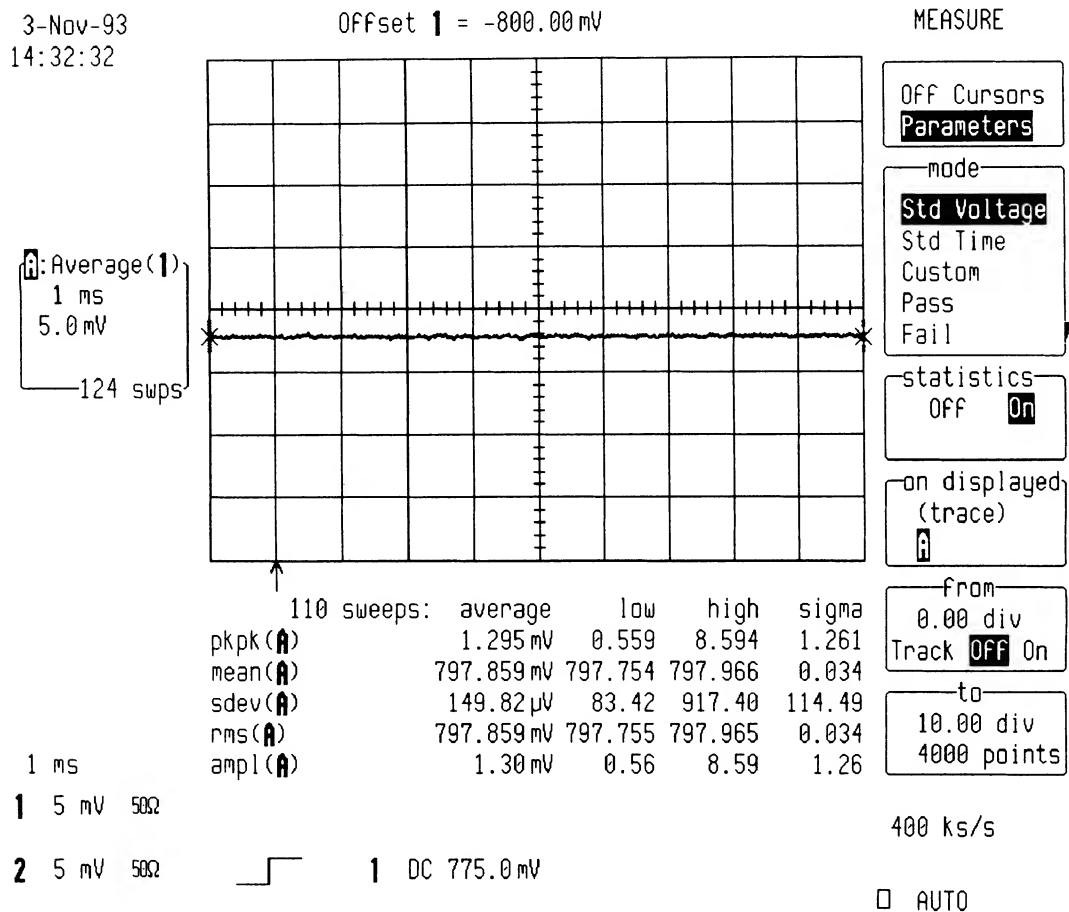 3-Nov-93
14:32:32
Offset 1 = -800.00 mV
MEASURE
Off Cursors
Parameters
mode
Std Voltage
Std Time
Custom
Pass
Fail
A:Average(1)
1 ms
5.0 mV
124 swps
statistics
Off On
on displayed
(trace)
A
from
0.00 div
Track Off On
to
10.00 div
4000 points
110 sweeps: average low high sigma
pkpk(A) 1.295 mV 0.559 8.594 1.261
mean(A) 797.859 mV 797.754 797.966 0.034
sdev(A) 149.82 µV 83.42 917.40 114.49
rms(A) 797.859 mV 797.755 797.965 0.034
ampl(A) 1.30 mV 0.56 8.59 1.26
1 ms
1 5 mV 50Ω
2 5 mV 50Ω
1 DC 775.0 mV
400 ks/s
□ AUTO